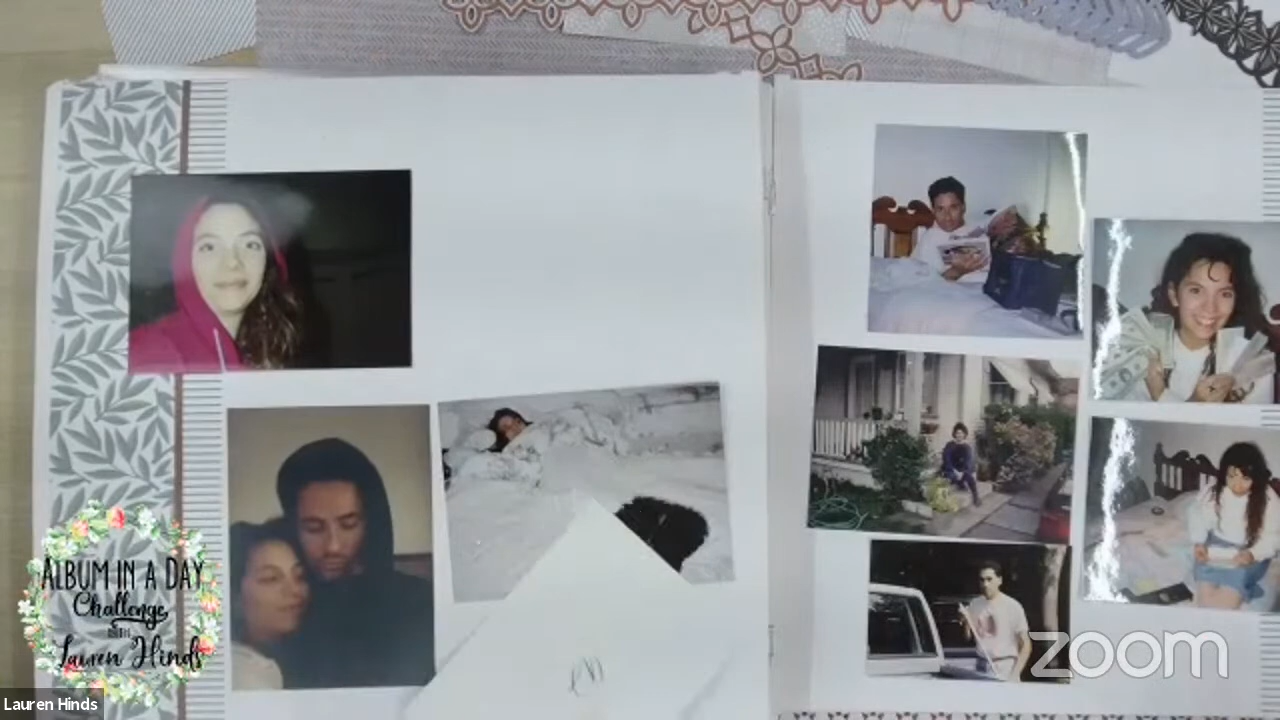 ALBUM IN A DAY
Challenge
with
Lauren Hinds
Lauren Hinds
zoom